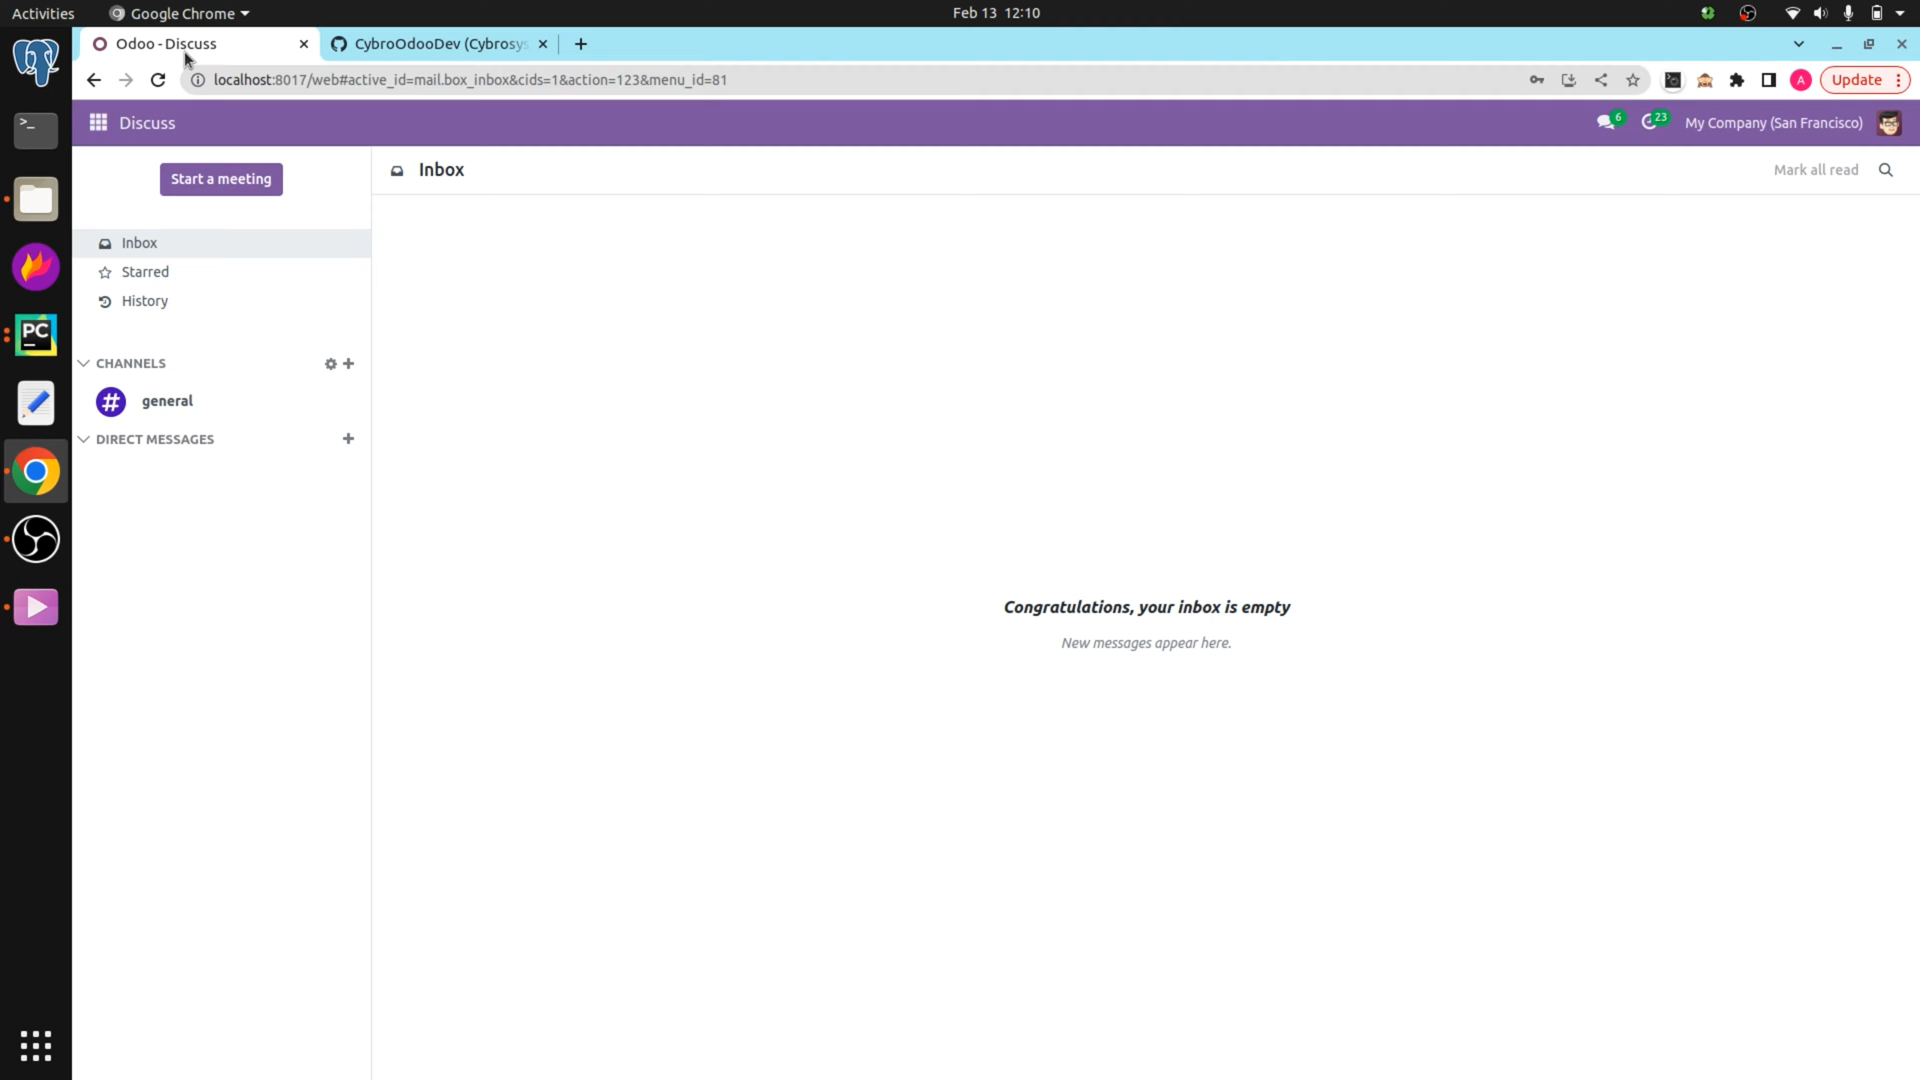 Activities
Google Chrome
Feb 13 12:10
Odoo - Discuss
CybroOdooDev (Cybrosys
localhost:8017/web#active_id=mail.box_inbox&cids=1&action=123&menu_id=81
A
Update
Discuss
6
23
My Company (San Francisco)
Start a meeting
Inbox
Mark all read
>_
Inbox
Starred
History
PC
CHANNELS
# general
DIRECT MESSAGES
Congratulations, your inbox is empty
New messages appear here.